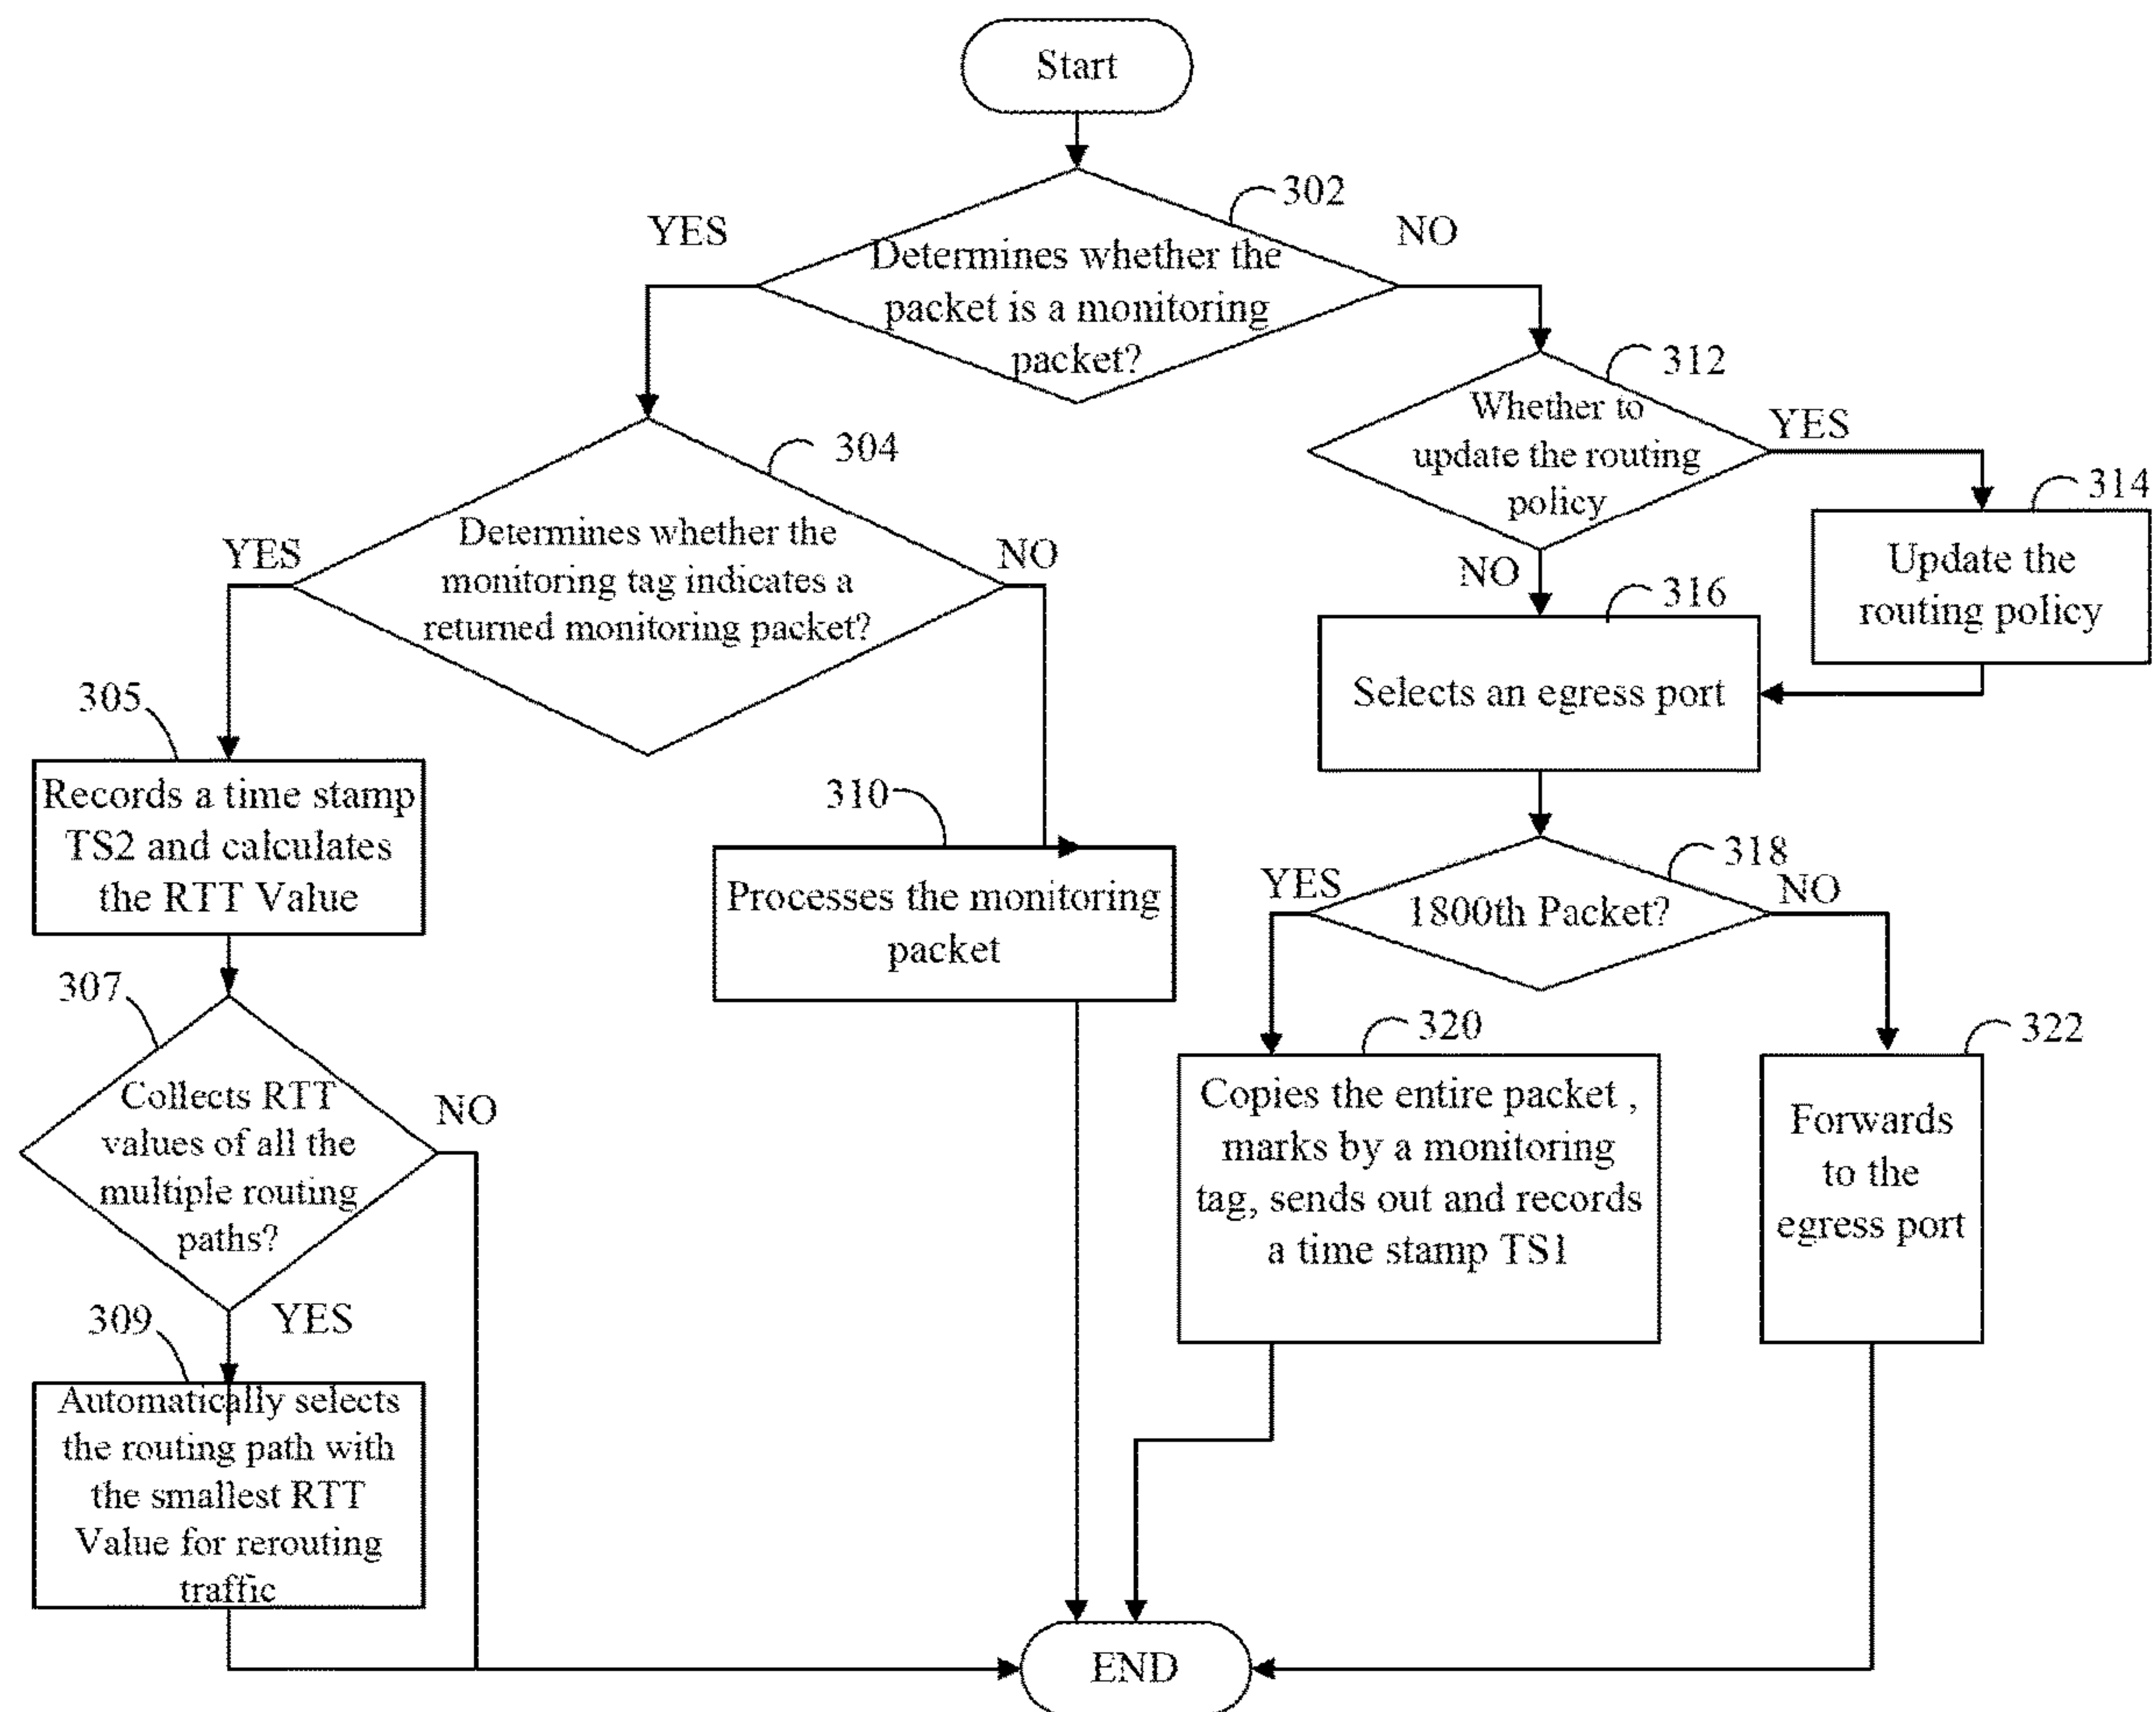 Start
302
YES
NO
Determines whether the
packet is a monitoring
packet?
312
Whether to
update the routing
policy
YES
304
Determines whether the
monitoring tag indicates a
returned monitoring packet?
YES
NO
314
Update the
routing policy
NO
316
Selects an egress port
305
Records a time stamp
TS2 and calculates
the RTT Value
310
Processes the monitoring
packet
318
YES
NO
1800th Packet?
307
Collects RTT
values of all the
multiple routing
paths?
NO
320
Copies the entire packet ,
marks by a monitoring
tag, sends out and records
a time stamp TS1
322
Forwards
to the
egress port
309
YES
Automatically selects
the routing path with
the smallest RTT
Value for rerouting
traffic
END